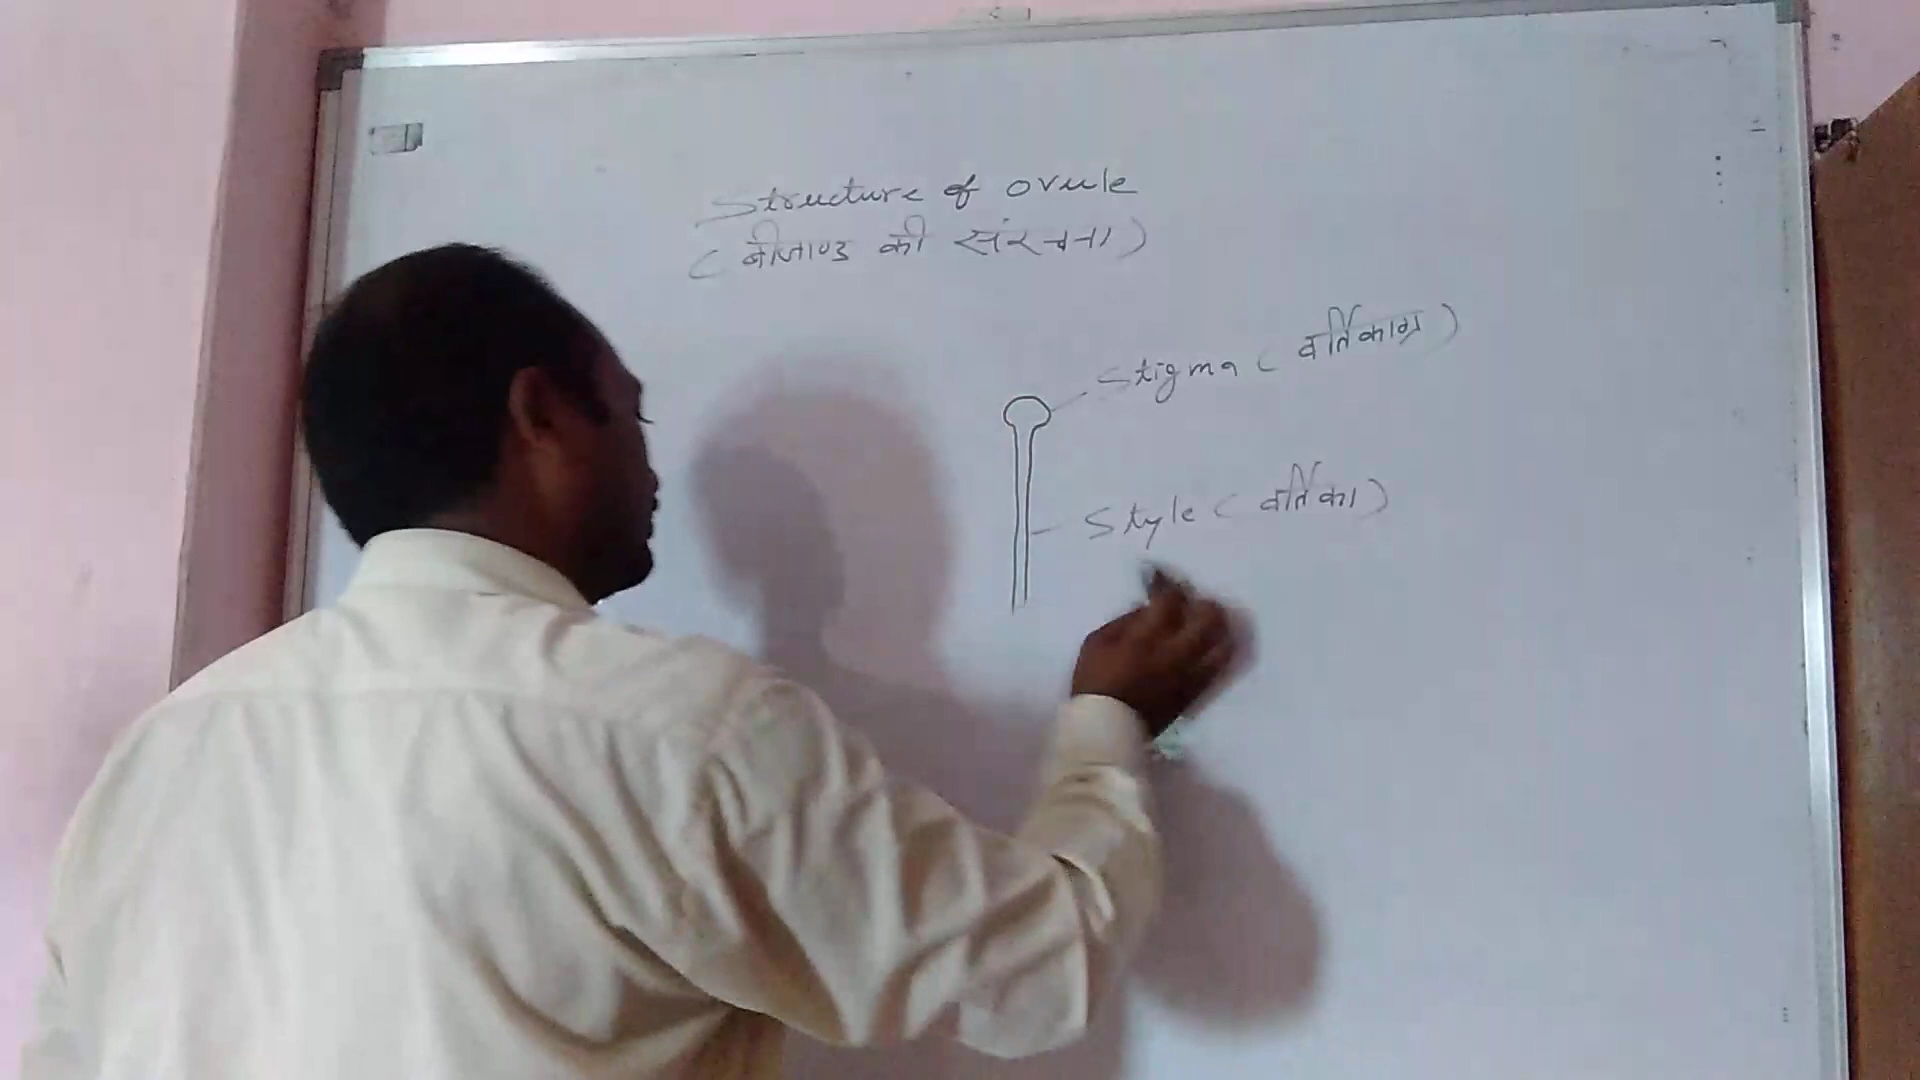 Structure of ovule
(बीजाण्ड की संरचना)
Stigma (वर्तिकाग्र)
Style (वर्तिका)